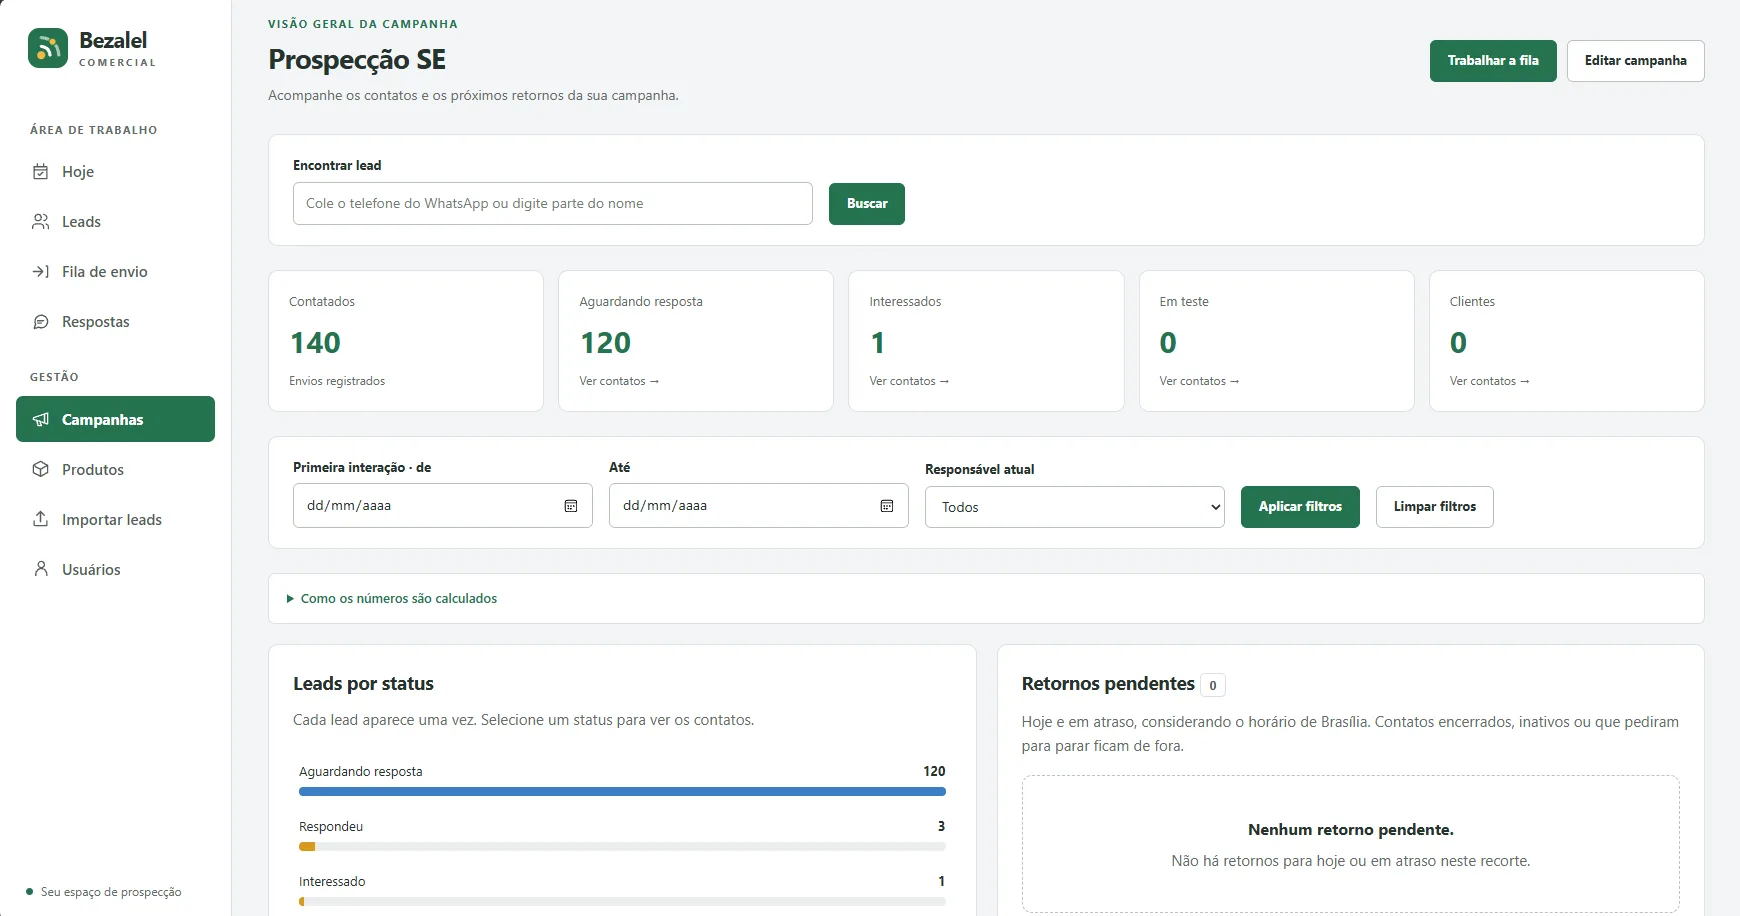 Bezalel
COMERCIAL
ÁREA DE TRABALHO
Hoje
Leads
Fila de envio
Respostas
GESTÃO
Campanhas
Produtos
Importar leads
Usuários
Seu espaço de prospecção
VISÃO GERAL DA CAMPANHA
Prospecção SE
Acompanhe os contatos e os próximos retornos da sua campanha.
Trabalhar a fila
Editar campanha
Encontrar lead
Cole o telefone do WhatsApp ou digite parte do nome
Buscar
Contatados
140
Envios registrados
Aguardando resposta
120
Ver contatos →
Interessados
1
Ver contatos →
Em teste
0
Ver contatos →
Clientes
0
Ver contatos →
Primeira interação · de
dd/mm/aaaa
Até
dd/mm/aaaa
Responsável atual
Todos
Aplicar filtros
Limpar filtros
Como os números são calculados
Leads por status
Cada lead aparece uma vez. Selecione um status para ver os contatos.
Aguardando resposta 120
Respondeu 3
Interessado 1
Retornos pendentes 0
Hoje e em atraso, considerando o horário de Brasília. Contatos encerrados, inativos ou que pediram
para parar ficam de fora.
Nenhum retorno pendente.
Não há retornos para hoje ou em atraso neste recorte.